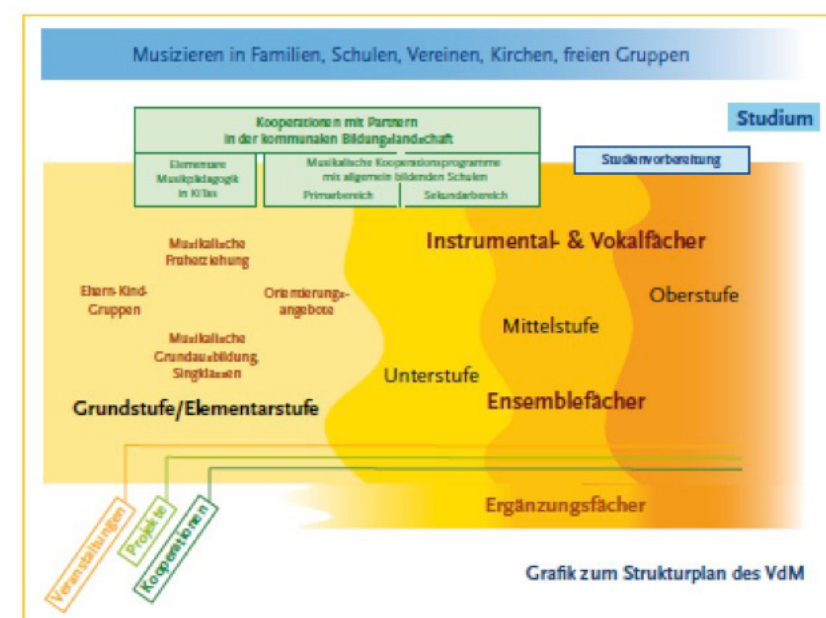 Musizieren in Familien, Schulen, Vereinen, Kirchen, freien Gruppen
Kooperationen mit Partnern
in der kommunalen Bildungslandschaft
Studium
Elementare
Musikpädagogik
in KiTas
Musikalische Kooperationsprogramme
mit allgemein bildenden Schulen
Primarbereich
Sekundarbereich
Studienvorbereitung
Musikalische
Früherziehung
Instrumental- & Vokalfächer
Eltern-Kind-
Gruppen
Orientierungs-
angebote
Oberstufe
Mittelstufe
Musikalische
Grundausbildung,
Singklassen
Unterstufe
Grundstufe/Elementarstufe
Ensemblefächer
Ergänzungsfächer
Veranstaltungen
Projekte
Kooperationen
Grafik zum Strukturplan des VdM